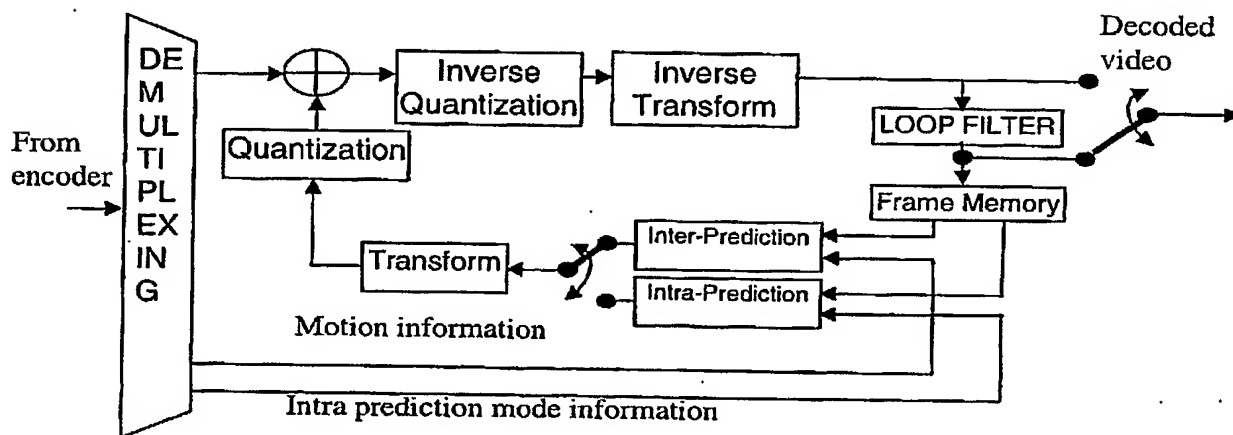 Decoded
video
DE
M
UL
TI
PL
EX
IN
G
Inverse
Quantization
Inverse
Transform
LOOP FILTER
From
encoder
Quantization
Frame Memory
Inter-Prediction
Transform
Intra-Prediction
Motion information
Intra prediction mode information